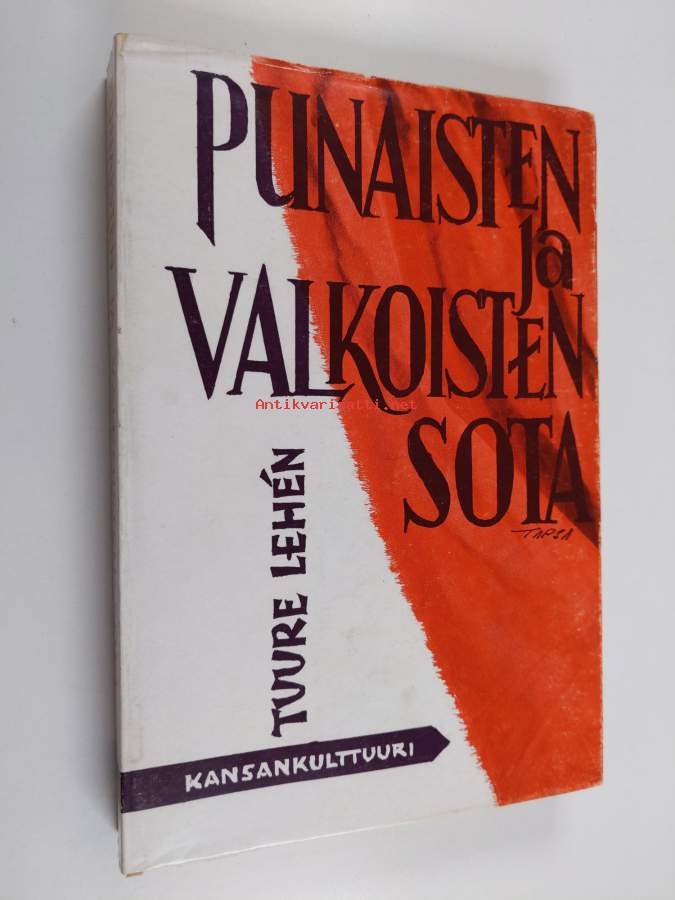 PUNAISTEN
ja
VALKOISTEN
SOTA
TAPSA
TUURE LEHÉN
KANSANKULTTUURI
Antikvariaatti.net